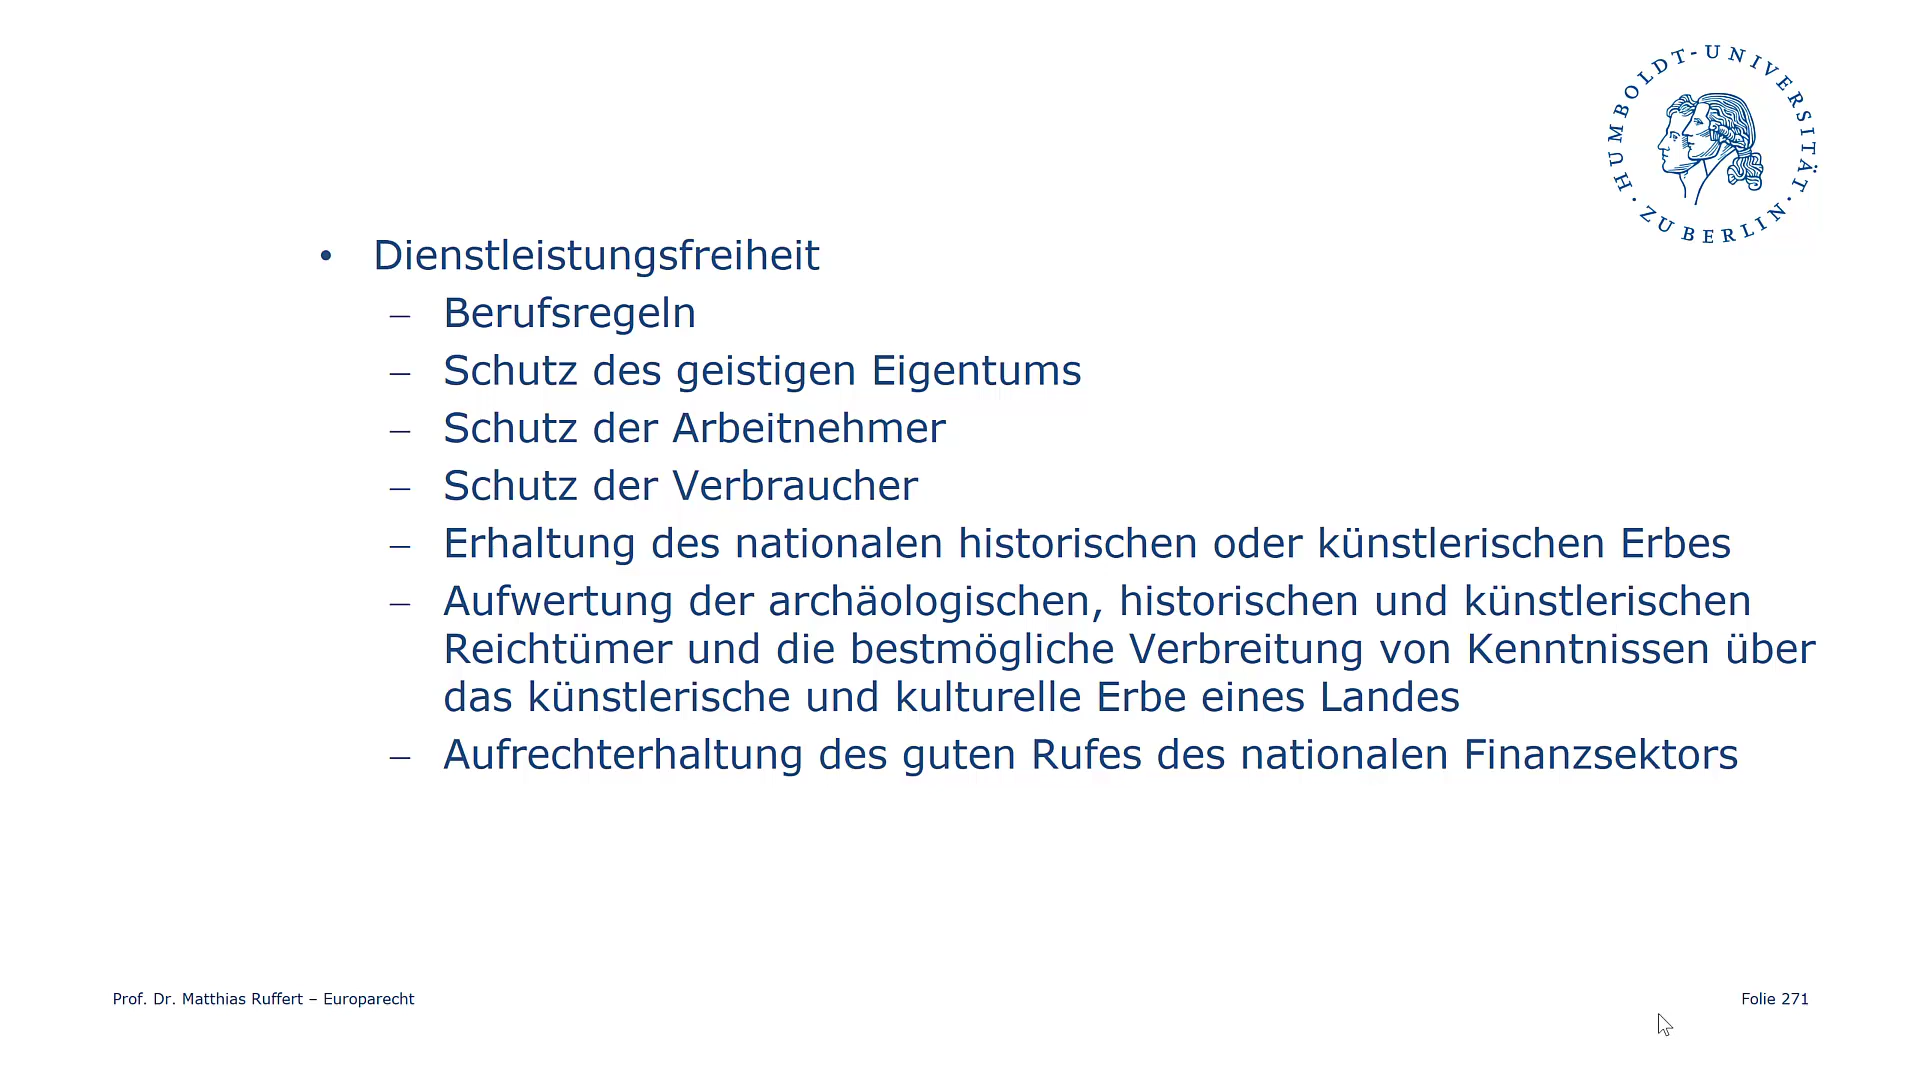 HUMBOLDT-UNIVERSITÄT · ZU BERLIN ·
• Dienstleistungsfreiheit
– Berufsregeln
– Schutz des geistigen Eigentums
– Schutz der Arbeitnehmer
– Schutz der Verbraucher
– Erhaltung des nationalen historischen oder künstlerischen Erbes
– Aufwertung der archäologischen, historischen und künstlerischen
Reichtümer und die bestmögliche Verbreitung von Kenntnissen über
das künstlerische und kulturelle Erbe eines Landes
– Aufrechterhaltung des guten Rufes des nationalen Finanzsektors
Prof. Dr. Matthias Ruffert – Europarecht
Folie 271